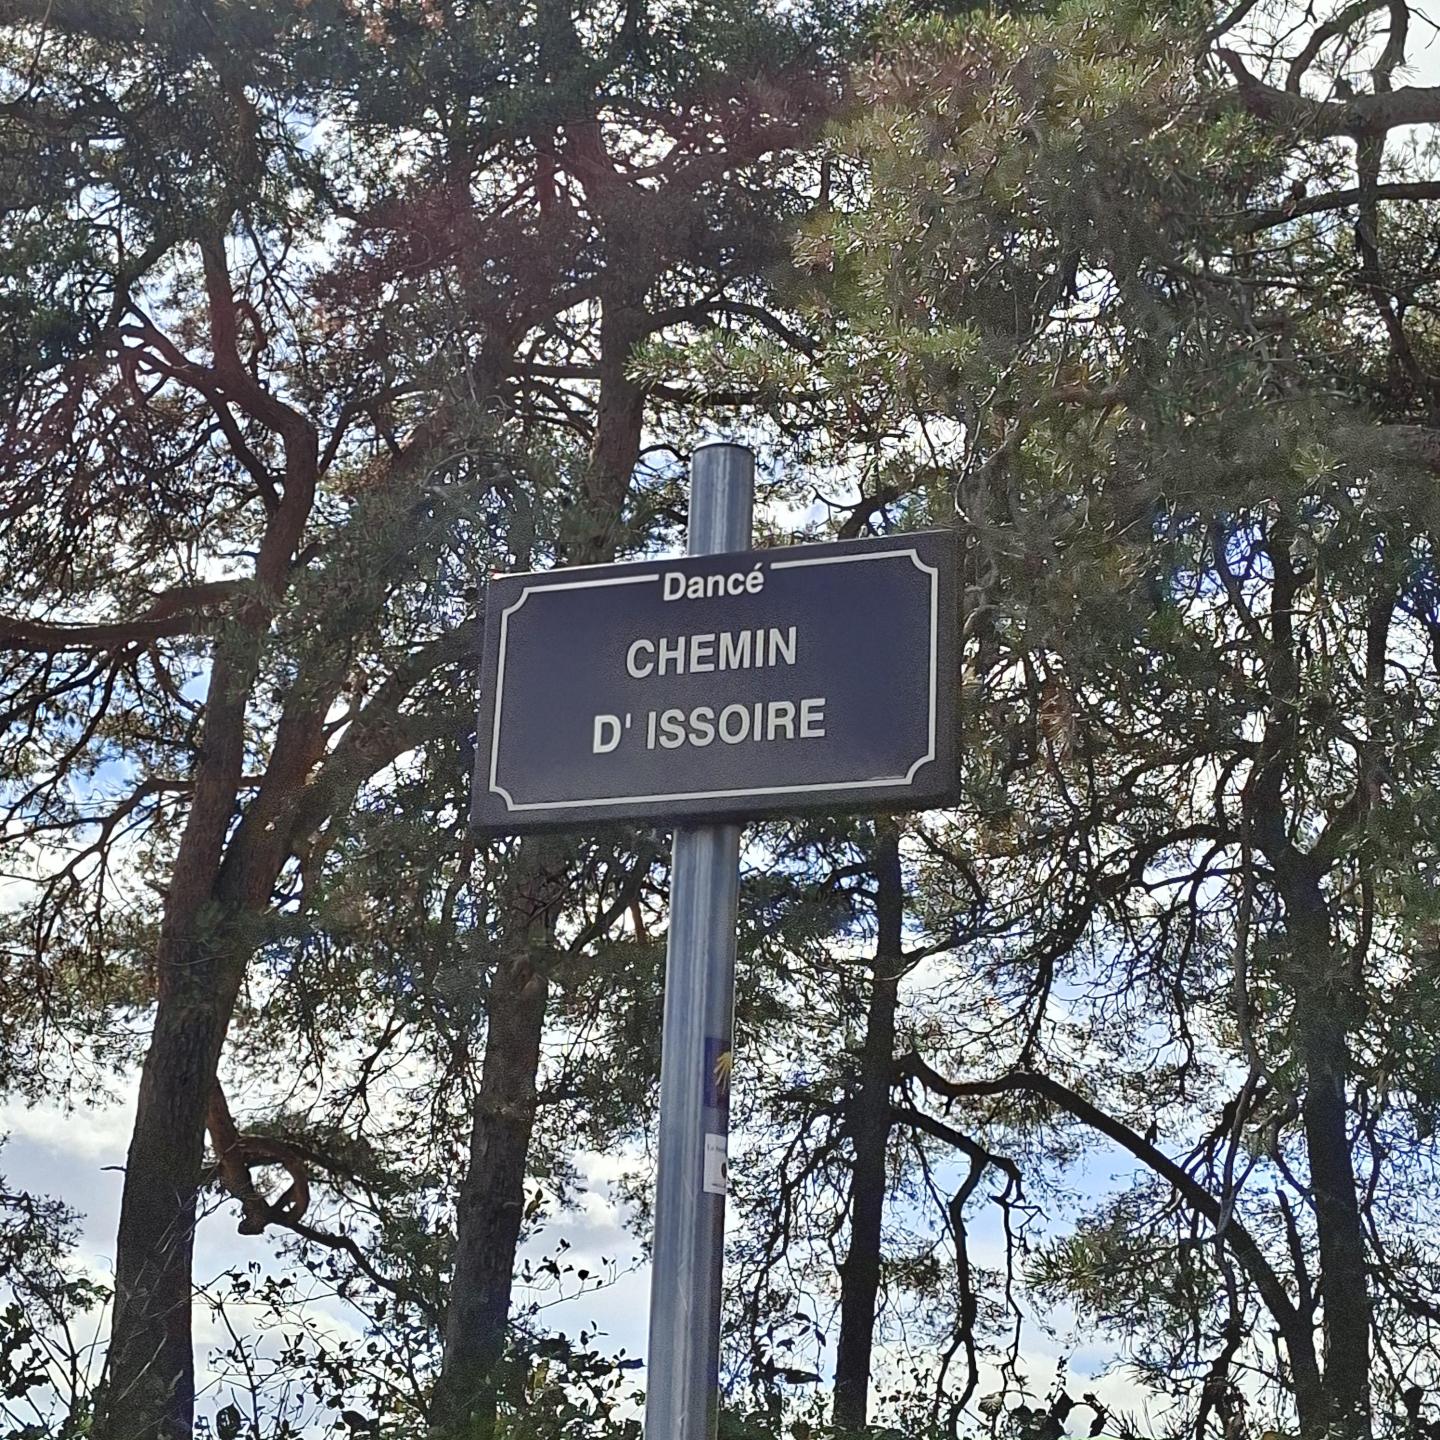 Dancé
CHEMIN
D' ISSOIRE